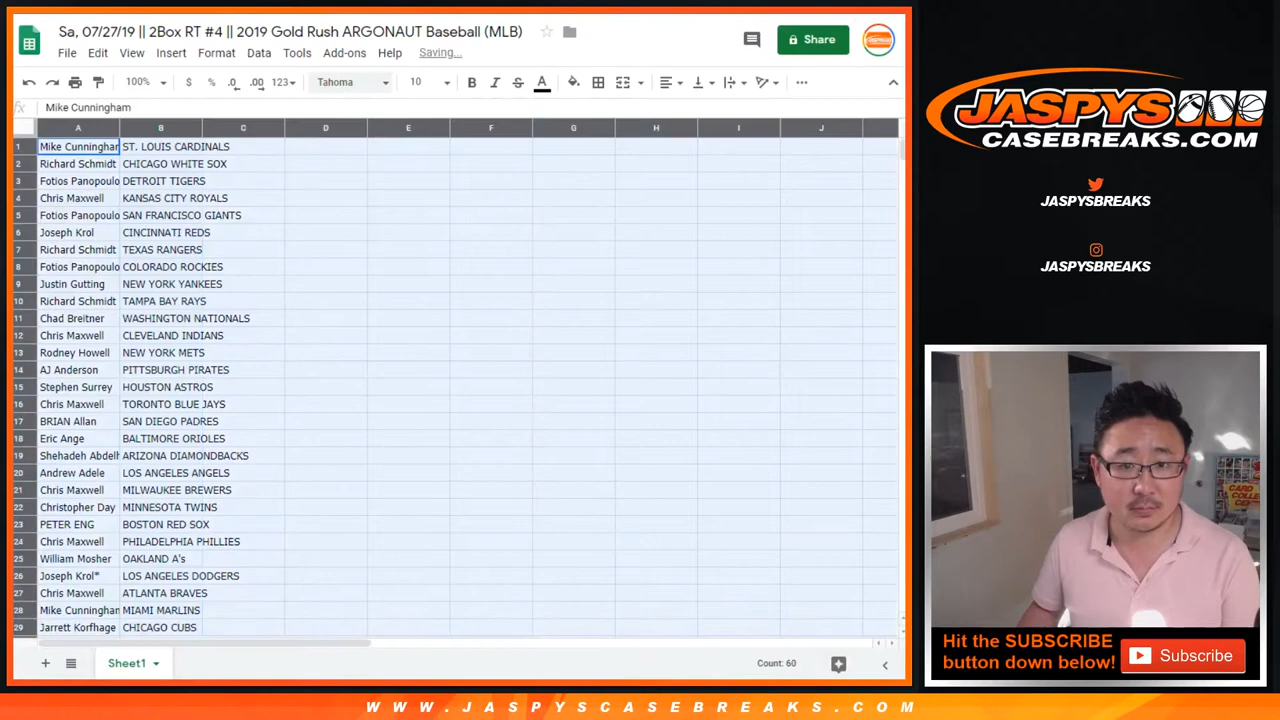 Sa, 07/27/19 || 2Box RT #4 || 2019 Gold Rush ARGONAUT Baseball (MLB)
File Edit View Insert Format Data Tools Add-ons Help Saving...
Share
100% $ % .0 .00 123 Tahoma 10 B I S A
fx Mike Cunningham
A B C D E F G H I J
1 Mike Cunningham ST. LOUIS CARDINALS
2 Richard Schmidt CHICAGO WHITE SOX
3 Fotios Panopoulo DETROIT TIGERS
4 Chris Maxwell KANSAS CITY ROYALS
5 Fotios Panopoulo SAN FRANCISCO GIANTS
6 Joseph Krol CINCINNATI REDS
7 Richard Schmidt TEXAS RANGERS
8 Fotios Panopoulo COLORADO ROCKIES
9 Justin Gutting NEW YORK YANKEES
10 Richard Schmidt TAMPA BAY RAYS
11 Chad Breitner WASHINGTON NATIONALS
12 Chris Maxwell CLEVELAND INDIANS
13 Rodney Howell NEW YORK METS
14 AJ Anderson PITTSBURGH PIRATES
15 Stephen Surrey HOUSTON ASTROS
16 Chris Maxwell TORONTO BLUE JAYS
17 BRIAN Allan SAN DIEGO PADRES
18 Eric Ange BALTIMORE ORIOLES
19 Shehadeh Abdelh ARIZONA DIAMONDBACKS
20 Andrew Adele LOS ANGELES ANGELS
21 Chris Maxwell MILWAUKEE BREWERS
22 Christopher Day MINNESOTA TWINS
23 PETER ENG BOSTON RED SOX
24 Chris Maxwell PHILADELPHIA PHILLIES
25 William Mosher OAKLAND A's
26 Joseph Krol* LOS ANGELES DODGERS
27 Chris Maxwell ATLANTA BRAVES
28 Mike Cunningham MIAMI MARLINS
29 Jarrett Korfhage CHICAGO CUBS
Sheet1
Count: 60
JASPYS
CASEBREAKS.COM
JASPYSBREAKS
JASPYSBREAKS
CARD
Hit the SUBSCRIBE
button down below!
Subscribe
WWW.JASPYSCASEBREAKS.COM